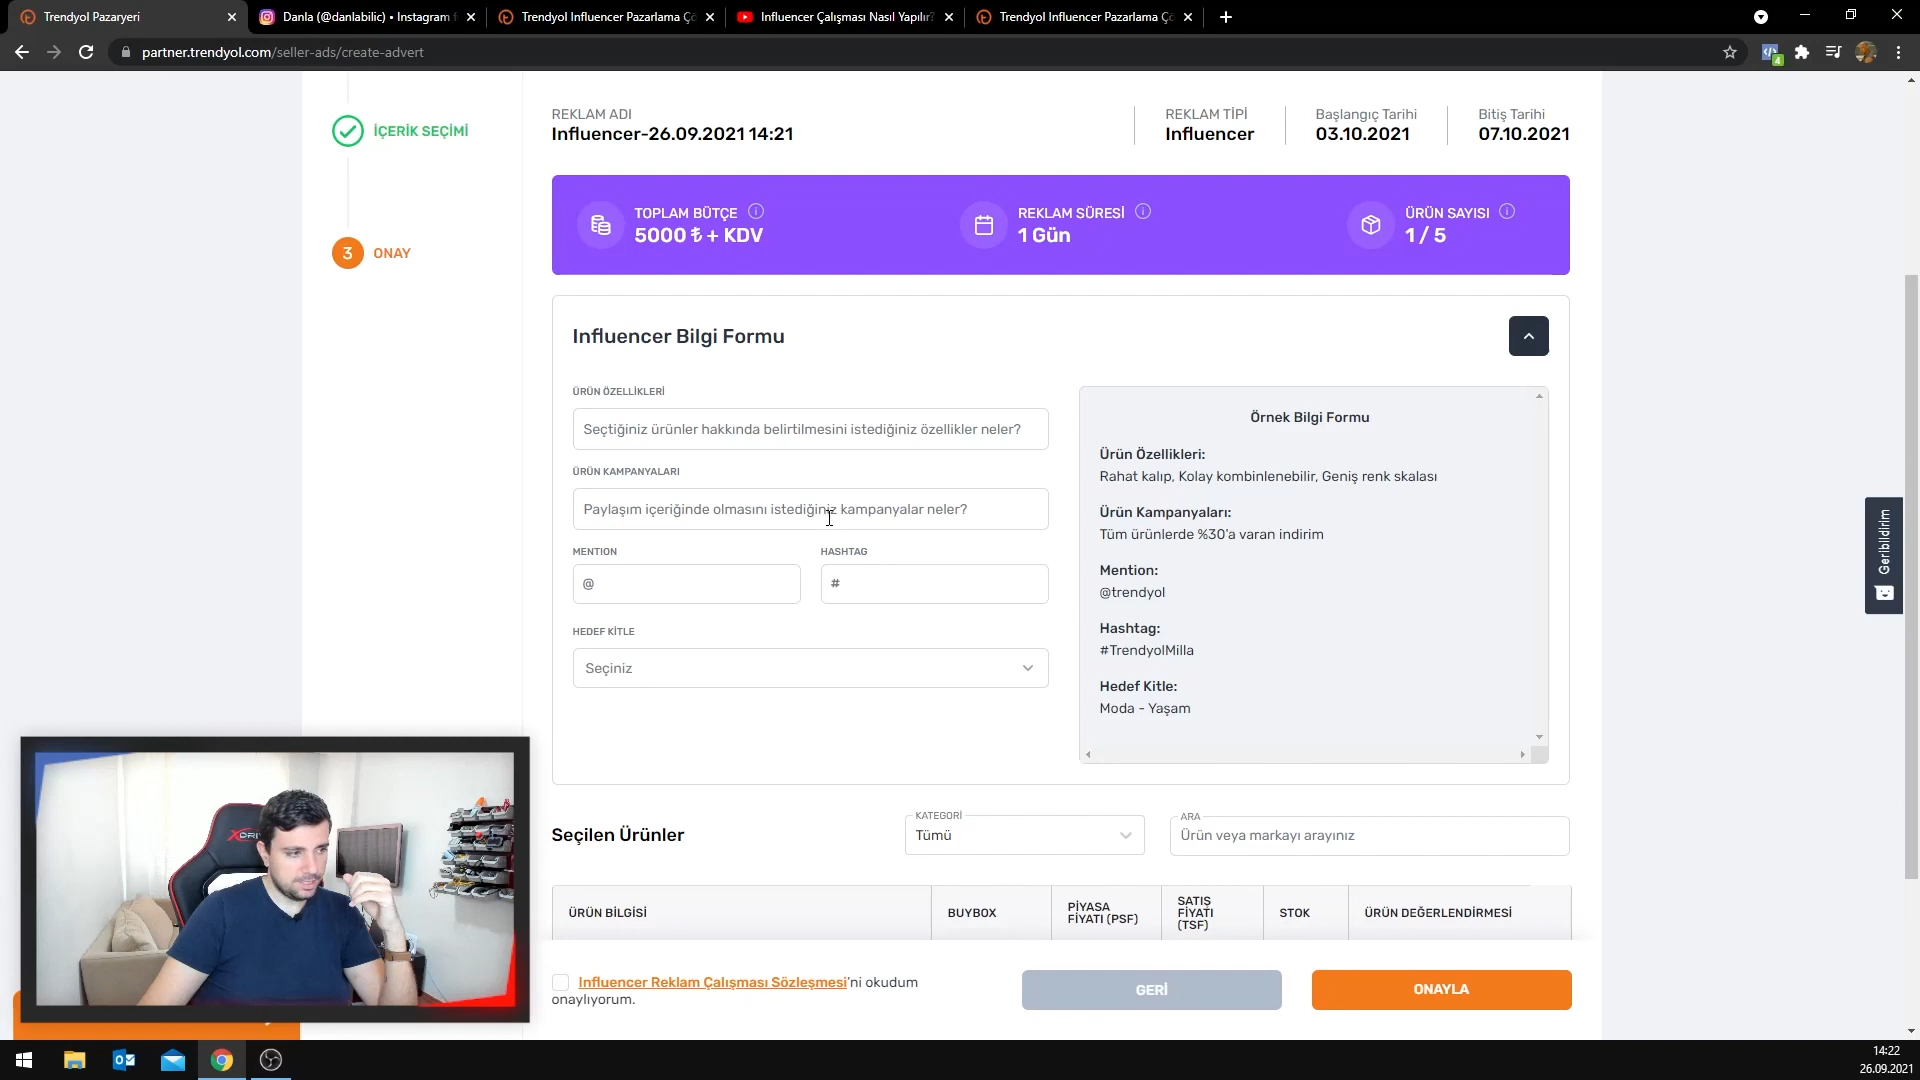 Trendyol Pazaryeri
Danla (@danlabilic) • Instagram f
Trendyol Influencer Pazarlama Ç
Influencer Çalışması Nasıl Yapılır?
Trendyol Influencer Pazarlama Ç
partner.trendyol.com/seller-ads/create-advert
İÇERİK SEÇİMİ
3 ONAY
REKLAM ADI
Influencer-26.09.2021 14:21
REKLAM TİPİ
Influencer
Başlangıç Tarihi
03.10.2021
Bitiş Tarihi
07.10.2021
TOPLAM BÜTÇE
5000 ₺ + KDV
REKLAM SÜRESİ
1 Gün
ÜRÜN SAYISI
1 / 5
Influencer Bilgi Formu
ÜRÜN ÖZELLİKLERİ
Seçtiğiniz ürünler hakkında belirtilmesini istediğiniz özellikler neler?
ÜRÜN KAMPANYALARI
Paylaşım içeriğinde olmasını istediğiniz kampanyalar neler?
MENTION
@
HASHTAG
#
HEDEF KİTLE
Seçiniz
Örnek Bilgi Formu
Ürün Özellikleri:
Rahat kalıp, Kolay kombinlenebilir, Geniş renk skalası
Ürün Kampanyaları:
Tüm ürünlerde %30'a varan indirim
Mention:
@trendyol
Hashtag:
#TrendyolMilla
Hedef Kitle:
Moda - Yaşam
Geribildirim
Seçilen Ürünler
KATEGORİ
Tümü
ARA
Ürün veya markayı arayınız
ÜRÜN BİLGİSİ
BUYBOX
PİYASA
FİYATI (PSF)
SATIŞ
FİYATI
(TSF)
STOK
ÜRÜN DEĞERLENDİRMESİ
Influencer Reklam Çalışması Sözleşmesi'ni okudum
onaylıyorum.
GERİ
ONAYLA
14:22
26.09.2021